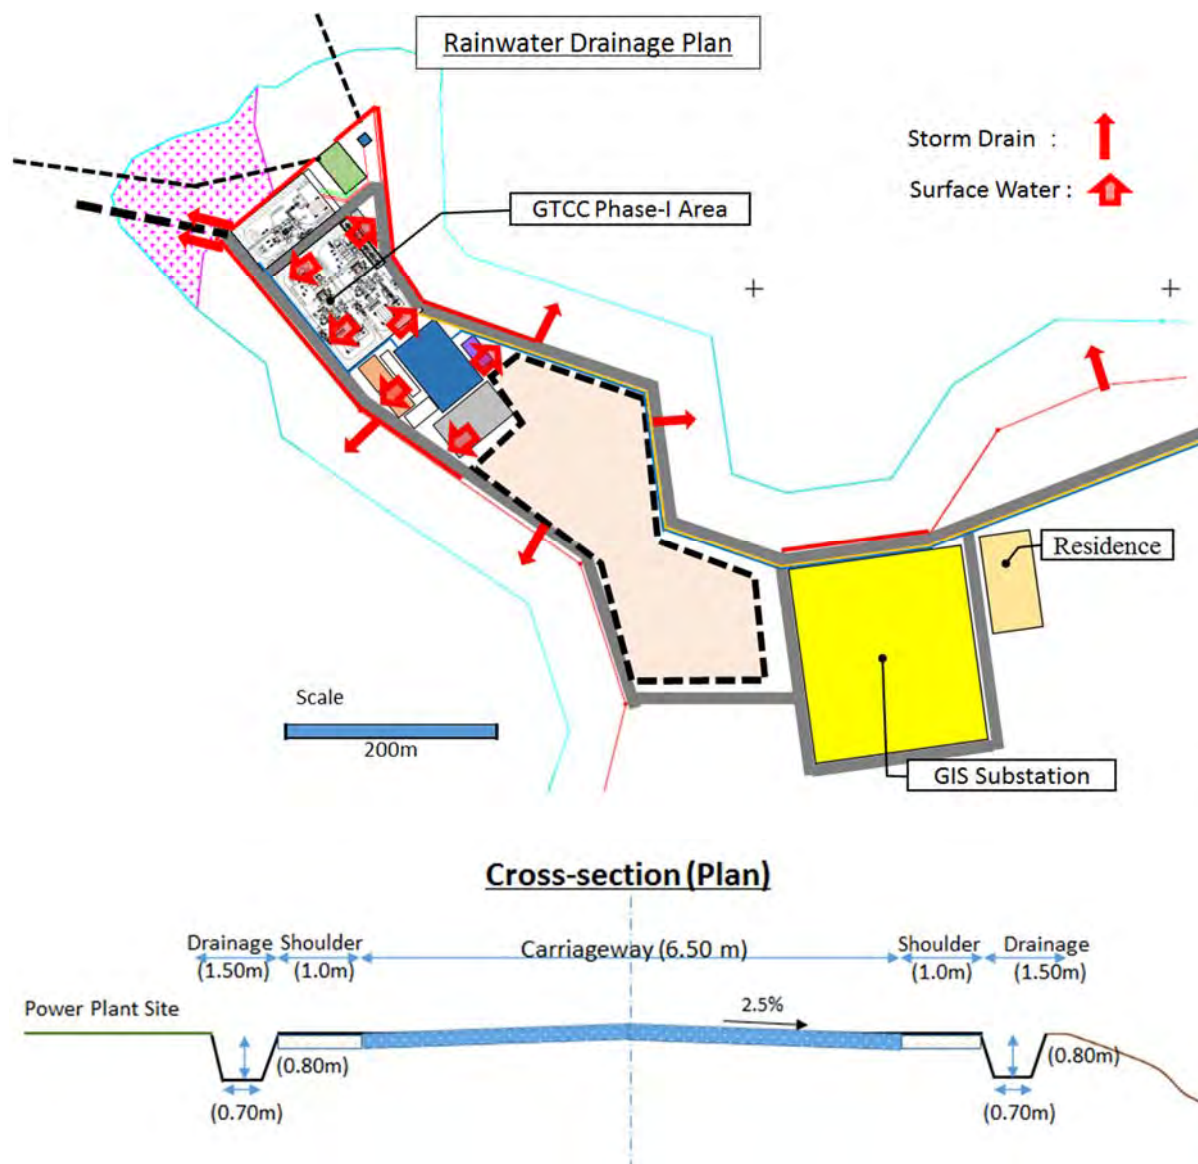 Rainwater Drainage Plan
Storm Drain :
Surface Water :
GTCC Phase-I Area
Residence
Scale
200m
GIS Substation
Cross-section (Plan)
Drainage Shoulder Carriageway (6.50 m) Shoulder Drainage
(1.50m) (1.0m) (1.0m) (1.50m)
Power Plant Site
2.5%
(0.80m) (0.80m)
(0.70m) (0.70m)